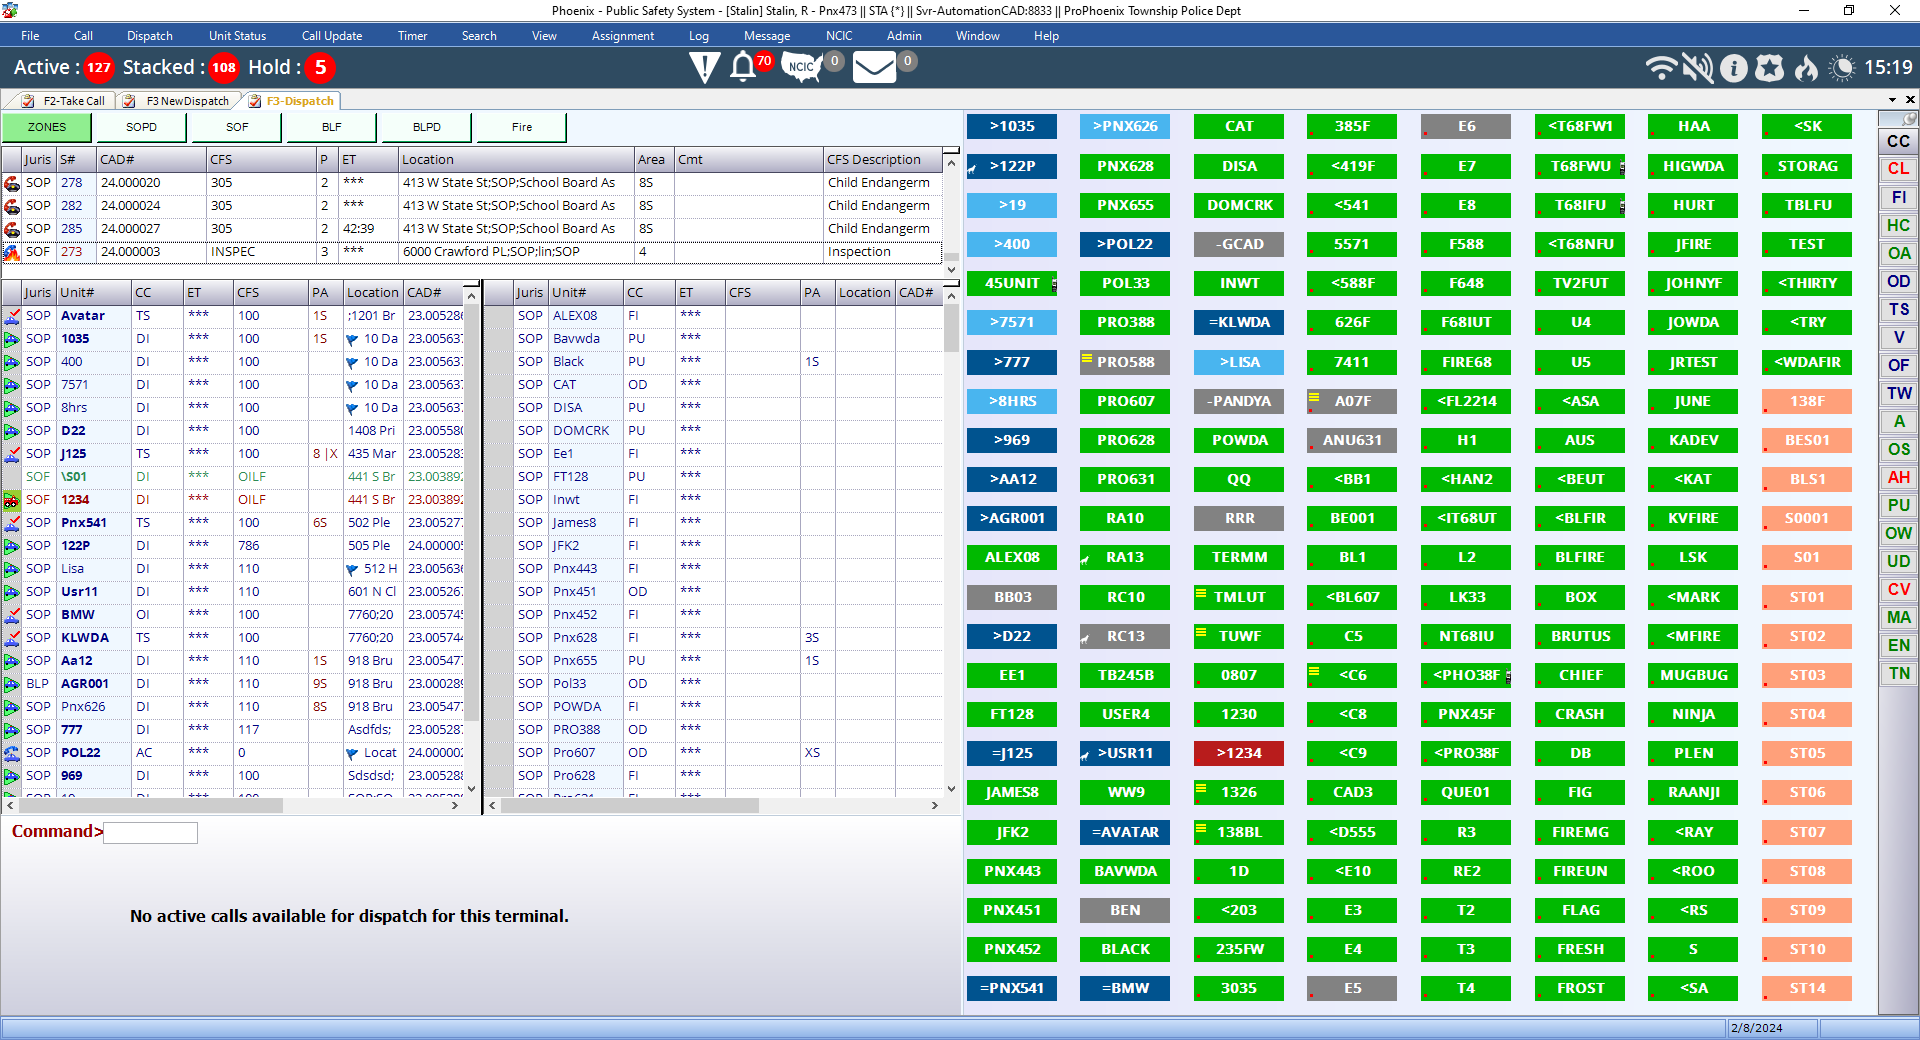 Phoenix - Public Safety System - [Stalin] Stalin, R - Pnx473 || STA {*} || Svr-AutomationCAD:8833 || ProPhoenix Township Police Dept
File Call Dispatch Unit Status Call Update Timer Search View Assignment Log Message NCIC Admin Window Help
Active : 127 Stacked : 108 Hold : 5 70 NCIC 0 0 15:19
F2-Take Call F3 NewDispatch F3-Dispatch
ZONES SOPD SOF BLF BLPD Fire
Juris S# CAD# CFS P ET Location Area Cmt CFS Description
SOP 278 24.000020 305 2 *** 413 W State St;SOP;School Board As 8S Child Endangerm
SOP 282 24.000024 305 2 *** 413 W State St;SOP;School Board As 8S Child Endangerm
SOP 285 24.000027 305 2 42:39 413 W State St;SOP;School Board As 8S Child Endangerm
SOF 273 24.000003 INSPEC 3 *** 6000 Crawford PL;SOP;lin;SOP 4 Inspection
Juris Unit# CC ET CFS PA Location CAD#
SOP Avatar TS *** 100 1S ;1201 Br 23.005286
SOP 1035 DI *** 100 1S 10 Da 23.005637
SOP 400 DI *** 100 10 Da 23.005637
SOP 7571 DI *** 100 10 Da 23.005637
SOP 8hrs DI *** 100 10 Da 23.005637
SOP D22 DI *** 100 1408 Pri 23.005580
SOP J125 TS *** 100 8 |X 435 Mar 23.005283
SOF \S01 DI *** OILF 441 S Br 23.003892
SOF 1234 DI *** OILF 441 S Br 23.003892
SOP Pnx541 TS *** 100 6S 502 Ple 23.005277
SOP 122P DI *** 786 505 Ple 24.000005
SOP Lisa DI *** 110 512 H 23.005636
SOP Usr11 DI *** 110 601 N Cl 23.005267
SOP BMW OI *** 100 7760;20 23.005745
SOP KLWDA TS *** 100 7760;20 23.005744
SOP Aa12 DI *** 110 1S 918 Bru 23.005477
BLP AGR001 DI *** 110 9S 918 Bru 23.000289
SOP Pnx626 DI *** 110 8S 918 Bru 23.005477
SOP 777 DI *** 117 Asdfds; 23.005287
SOP POL22 AC *** 0 Locat 24.000002
SOP 969 DI *** 100 Sdsdsd; 23.005288
Juris Unit# CC ET CFS PA Location CAD#
SOP ALEX08 FI ***
SOP Bavwda PU ***
SOP Black PU *** 1S
SOP CAT OD ***
SOP DISA PU ***
SOP DOMCRK PU ***
SOP Ee1 FI ***
SOP FT128 PU ***
SOP Inwt FI ***
SOP James8 FI ***
SOP JFK2 FI ***
SOP Pnx443 FI ***
SOP Pnx451 OD ***
SOP Pnx452 FI ***
SOP Pnx628 FI *** 3S
SOP Pnx655 PU *** 1S
SOP Pol33 OD ***
SOP POWDA FI ***
SOP PRO388 OD ***
SOP Pro607 OD *** XS
SOP Pro628 FI ***
Command>
No active calls available for dispatch for this terminal.
>1035 >PNX626 CAT 385F E6 <T68FW1 HAA <SK
>122P PNX628 DISA <419F E7 T68FWU HIGWDA STORAG
>19 PNX655 DOMCRK <541 E8 T68IFU HURT TBLFU
>400 >POL22 -GCAD 5571 F588 <T68NFU JFIRE TEST
45UNIT POL33 INWT <588F F648 TV2FUT JOHNYF <THIRTY
>7571 PRO388 =KLWDA 626F F68IUT U4 JOWDA <TRY
>777 PRO588 >LISA 7411 FIRE68 U5 JRTEST <WDAFIR
>8HRS PRO607 -PANDYA A07F <FL2214 <ASA JUNE 138F
>969 PRO628 POWDA ANU631 H1 AUS KADEV BES01
>AA12 PRO631 QQ <BB1 <HAN2 <BEUT <KAT BLS1
>AGR001 RA10 RRR BE001 <IT68UT <BLFIR KVFIRE S0001
ALEX08 RA13 TERMM BL1 L2 BLFIRE LSK S01
BB03 RC10 TMLUT <BL607 LK33 BOX <MARK ST01
>D22 RC13 TUWF C5 NT68IU BRUTUS <MFIRE ST02
EE1 TB245B 0807 <C6 <PHO38F CHIEF MUGBUG ST03
FT128 USER4 1230 <C8 PNX45F CRASH NINJA ST04
=J125 >USR11 >1234 <C9 <PRO38F DB PLEN ST05
JAMES8 WW9 1326 CAD3 QUE01 FIG RAANJI ST06
JFK2 =AVATAR 138BL <D555 R3 FIREMG <RAY ST07
PNX443 BAVWDA 1D <E10 RE2 FIREUN <ROO ST08
PNX451 BEN <203 E3 T2 FLAG <RS ST09
PNX452 BLACK 235FW E4 T3 FRESH S ST10
=PNX541 =BMW 3035 E5 T4 FROST <SA ST14
CC
CL
FI
HC
OA
OD
TS
V
OF
TW
A
OS
AH
PU
OW
UD
CV
MA
EN
TN
2/8/2024